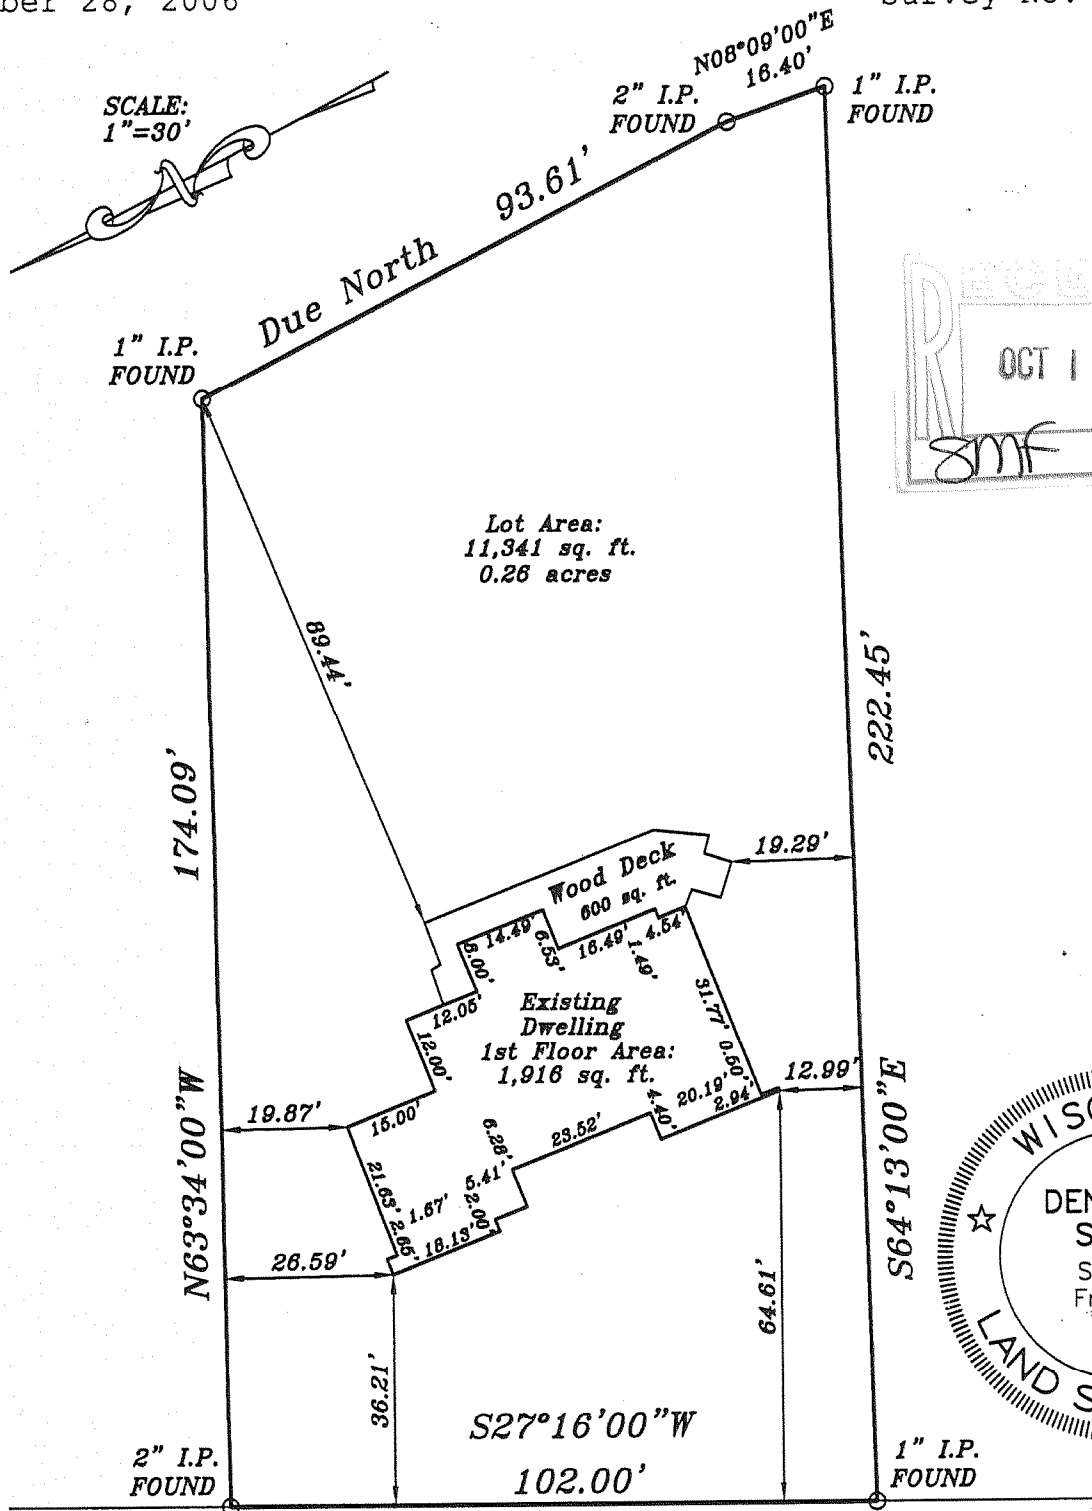 ber 28, 2006
Survey No.
SCALE:
1"=30'
N08°09'00"E
16.40'
2" I.P.
FOUND
1" I.P.
FOUND
Due North 93.61'
1" I.P.
FOUND
OCT 1
SMF
Lot Area:
11,341 sq. ft.
0.26 acres
89.44'
174.09'
222.45'
Wood Deck
600 sq. ft.
19.29'
14.49'
6.53'
16.49'
1.49'
4.54'
8.00'
12.05'
12.00'
Existing
Dwelling
1st Floor Area:
1,916 sq. ft.
31.77'
0.50'
12.99'
20.19'
2.94'
4.40'
23.52'
6.28'
5.41'
2.00'
15.00'
19.87'
21.63'
2.65'
1.67'
18.13'
26.59'
N63°34'00"W
S64°13'00"E
36.21'
64.61'
S27°16'00"W
102.00'
2" I.P.
FOUND
1" I.P.
FOUND
WISC
DEN
S
S
F
LAND S